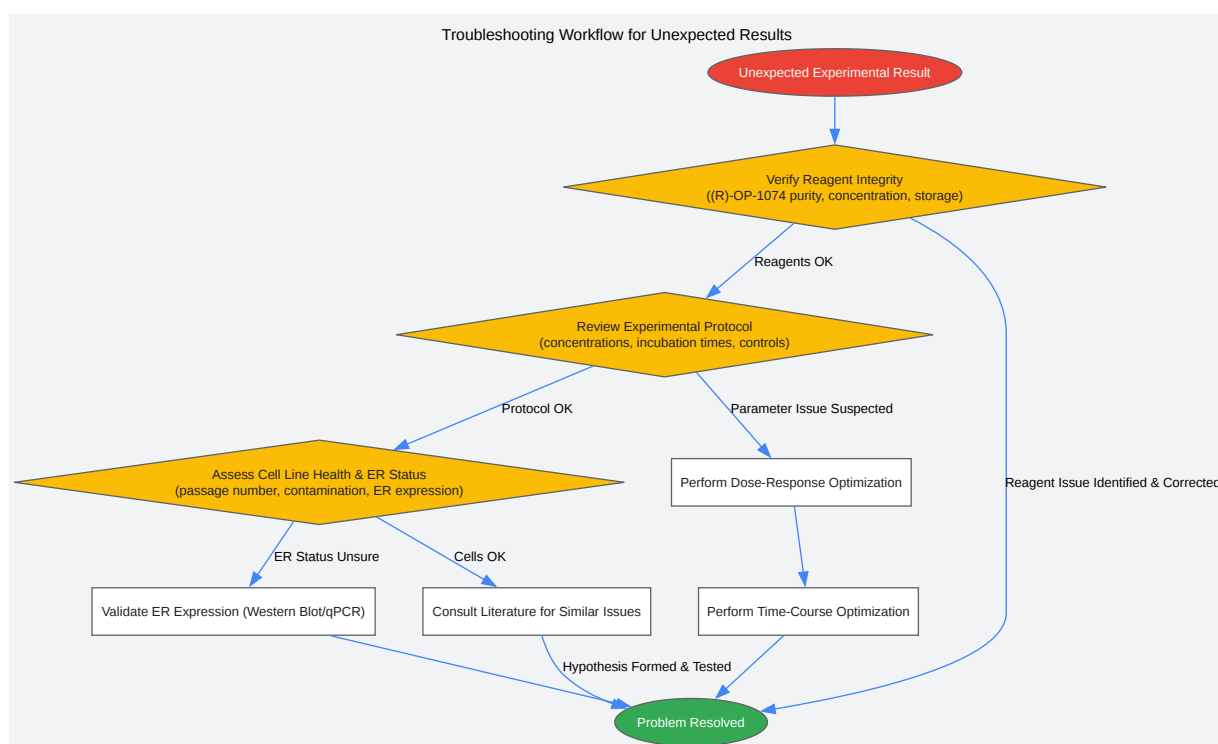 Troubleshooting Workflow for Unexpected Results
Unexpected Experimental Result
Verify Reagent Integrity
((R)-OP-1074 purity, concentration, storage)
Reagents OK
Review Experimental Protocol
(concentrations, incubation times, controls)
Protocol OK
Parameter Issue Suspected
Assess Cell Line Health & ER Status
(passage number, contamination, ER expression)
Perform Dose-Response Optimization
Reagent Issue Identified & Corrected
ER Status Unsure
Cells OK
Validate ER Expression (Western Blot/qPCR)
Consult Literature for Similar Issues
Perform Time-Course Optimization
Hypothesis Formed & Tested
Problem Resolved